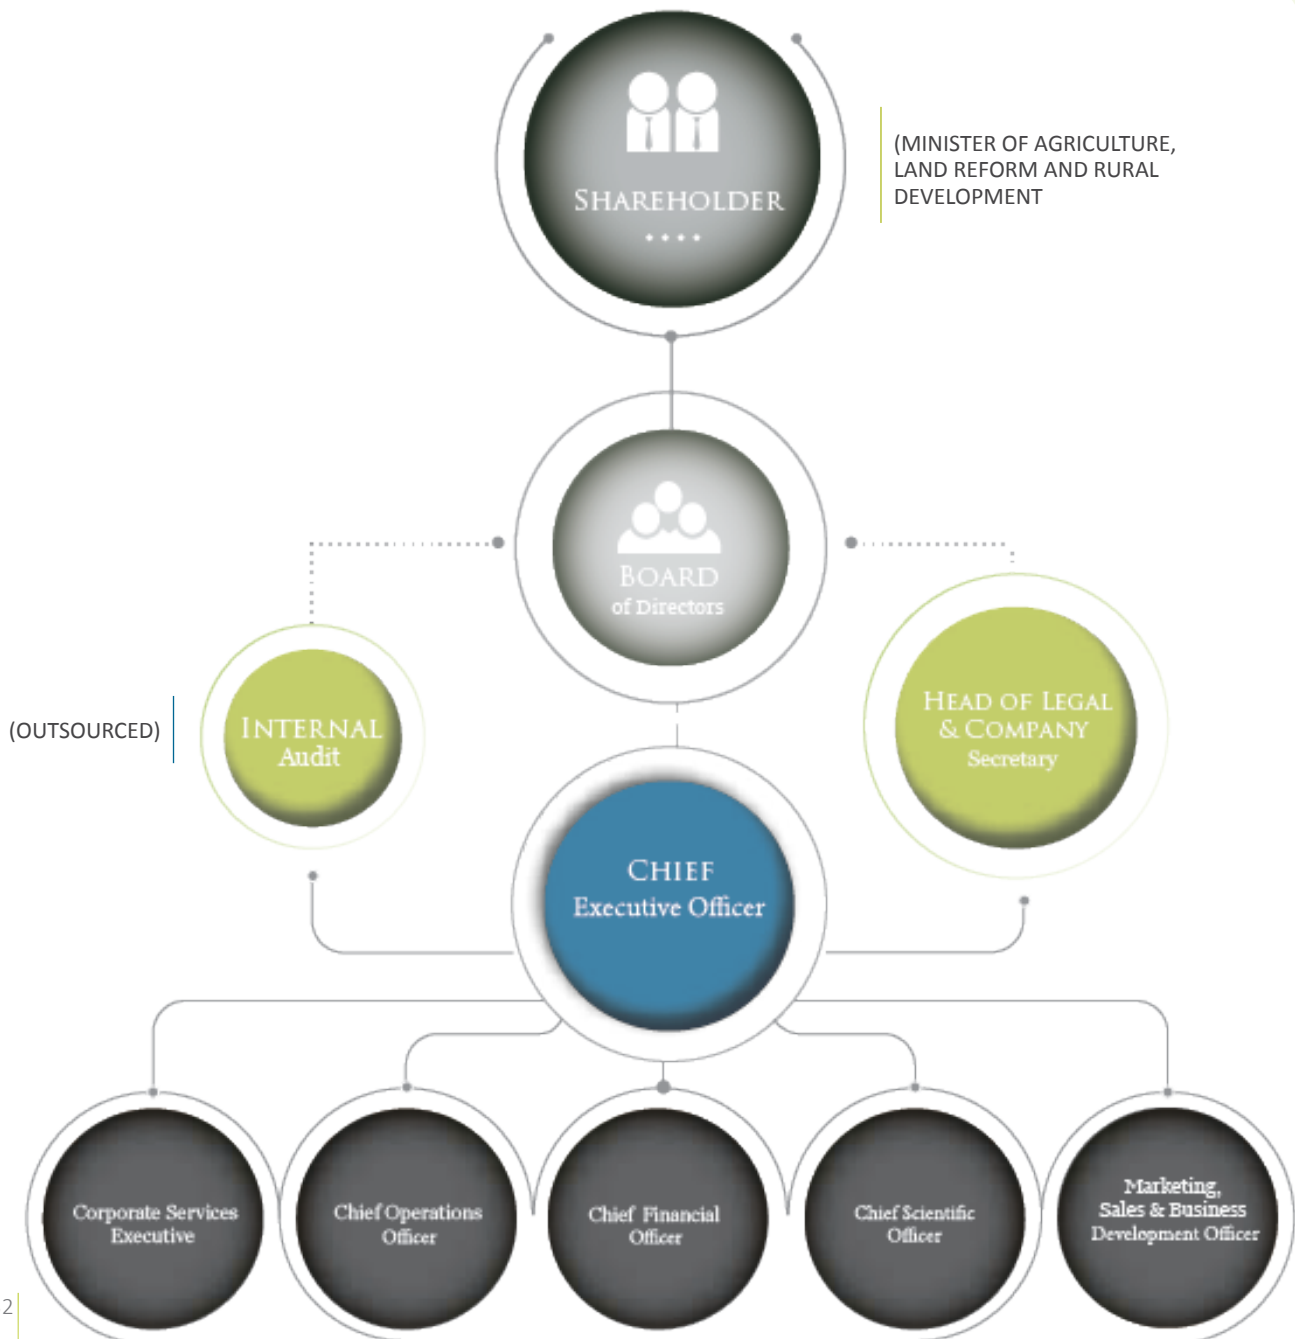 SHAREHOLDER
(MINISTER OF AGRICULTURE,
LAND REFORM AND RURAL
DEVELOPMENT
BOARD
of Directors
(OUTSOURCED)
INTERNAL
Audit
HEAD OF LEGAL
& COMPANY
Secretary
CHIEF
Executive Officer
Corporate Services
Executive
Chief Operations
Officer
Chief Financial
Officer
Chief Scientific
Officer
Marketing,
Sales & Business
Development Officer
2